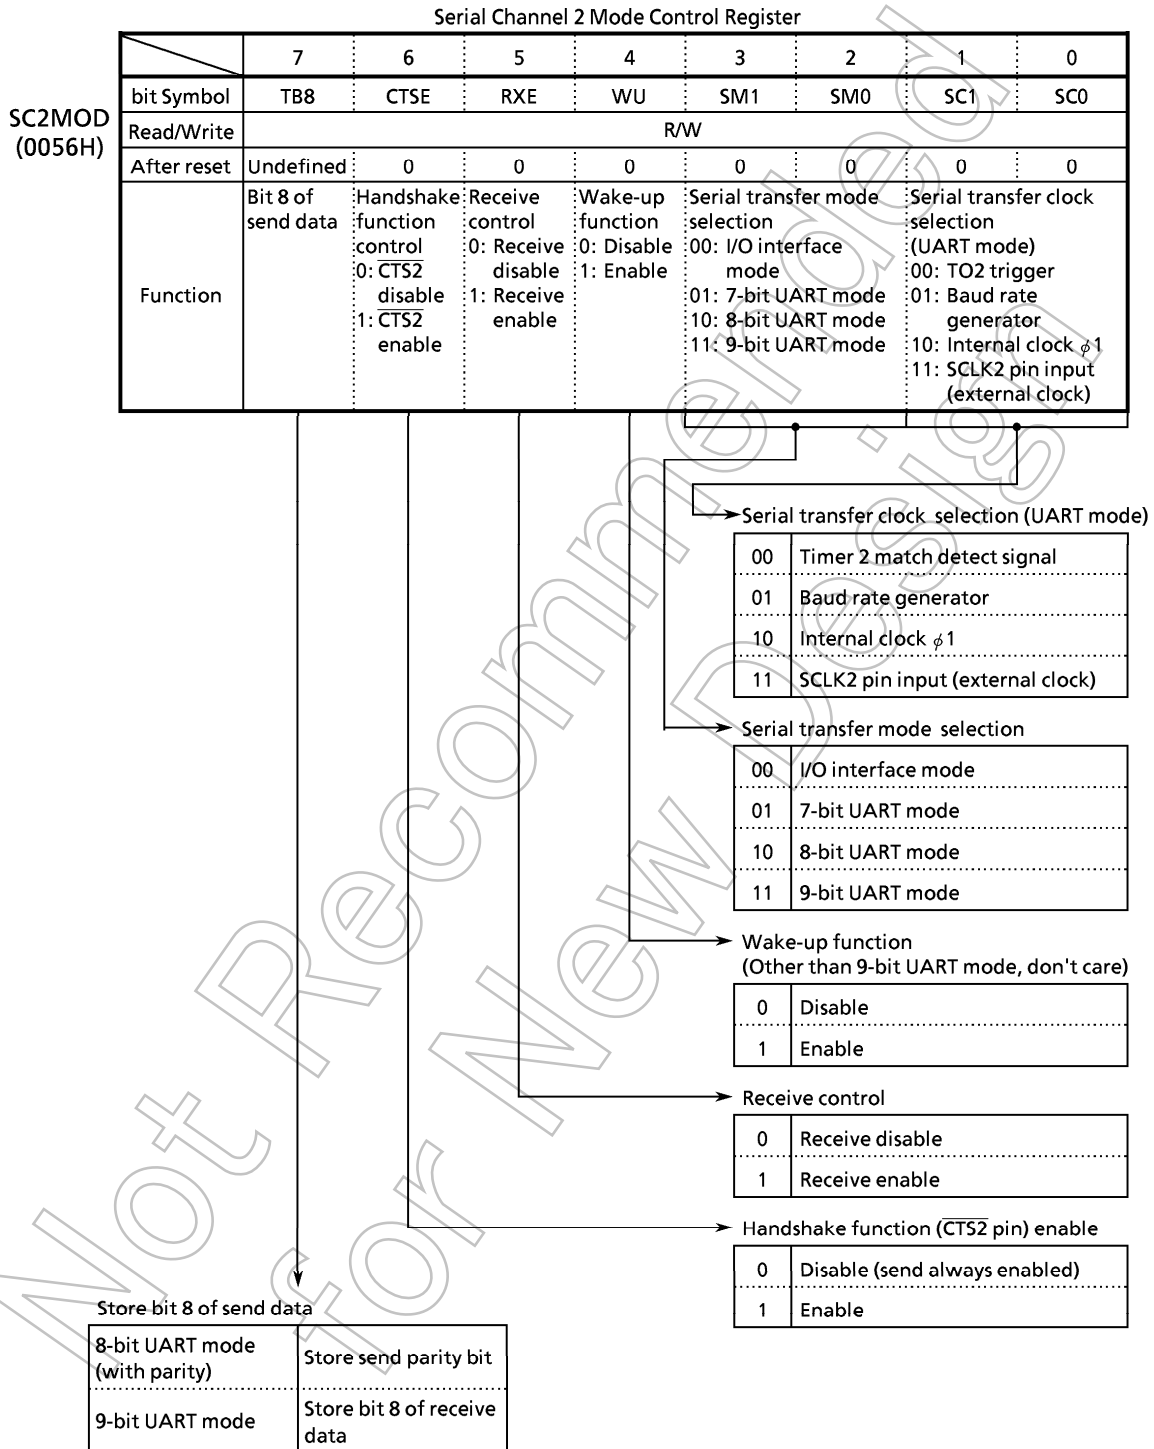 Serial Channel 2 Mode Control Register
7 6 5 4 3 2 1 0
SC2MOD
(0056H)
bit Symbol TB8 CTSE RXE WU SM1 SM0 SC1 SC0
Read/Write R/W
After reset Undefined 0 0 0 0 0 0 0
Function
Bit 8 of
send data
Handshake
function
control
0: CTS2
disable
1: CTS2
enable
Receive
control
0: Receive
disable
1: Receive
enable
Wake-up
function
0: Disable
1: Enable
Serial transfer mode
selection
00: I/O interface
mode
01: 7-bit UART mode
10: 8-bit UART mode
11: 9-bit UART mode
Serial transfer clock
selection
(UART mode)
00: TO2 trigger
01: Baud rate
generator
10: Internal clock ϕ1
11: SCLK2 pin input
(external clock)
Serial transfer clock selection (UART mode)
00 Timer 2 match detect signal
01 Baud rate generator
10 Internal clock ϕ1
11 SCLK2 pin input (external clock)
Serial transfer mode selection
00 I/O interface mode
01 7-bit UART mode
10 8-bit UART mode
11 9-bit UART mode
Wake-up function
(Other than 9-bit UART mode, don't care)
0 Disable
1 Enable
Receive control
0 Receive disable
1 Receive enable
Handshake function (CTS2 pin) enable
0 Disable (send always enabled)
1 Enable
Store bit 8 of send data
8-bit UART mode
(with parity)
Store send parity bit
9-bit UART mode
Store bit 8 of receive
data
Not Recommended
for New Design